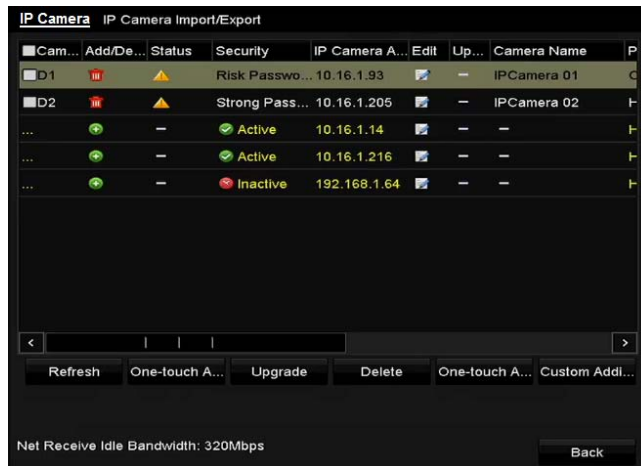 IP Camera IP Camera Import/Export
Cam... Add/De... Status Security IP Camera A... Edit Up... Camera Name P
D1 Risk Passwo... 10.16.1.93 – IPCamera 01
D2 Strong Pass... 10.16.1.205 – IPCamera 02 H
... – Active 10.16.1.14 – – H
... – Active 10.16.1.216 – – H
... – Inactive 192.168.1.64 – – H
Refresh One-touch A... Upgrade Delete One-touch A... Custom Addi...
Net Receive Idle Bandwidth: 320Mbps
Back